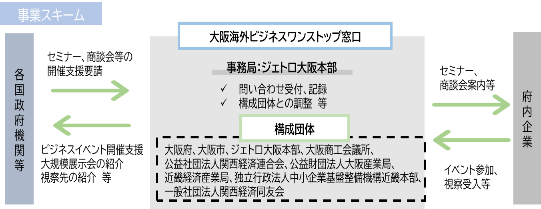 事業スキーム
各国政府機関等
セミナー、商談会等の
開催支援要請
ビジネスイベント開催支援
大規模展示会の紹介
視察先の紹介 等
大阪海外ビジネスワンストップ窓口
事務局:ジェトロ大阪本部
✓ 問い合わせ受付、記録
✓ 構成団体との調整 等
構成団体
大阪府、大阪市、ジェトロ大阪本部、大阪商工会議所、
公益社団法人関西経済連合会、公益財団法人大阪産業局、
近畿経済産業局、独立行政法人中小企業基盤整備機構近畿本部、
一般社団法人関西経済同友会
セミナー、
商談会案内等
イベント参加、
視察受入等
府内企業